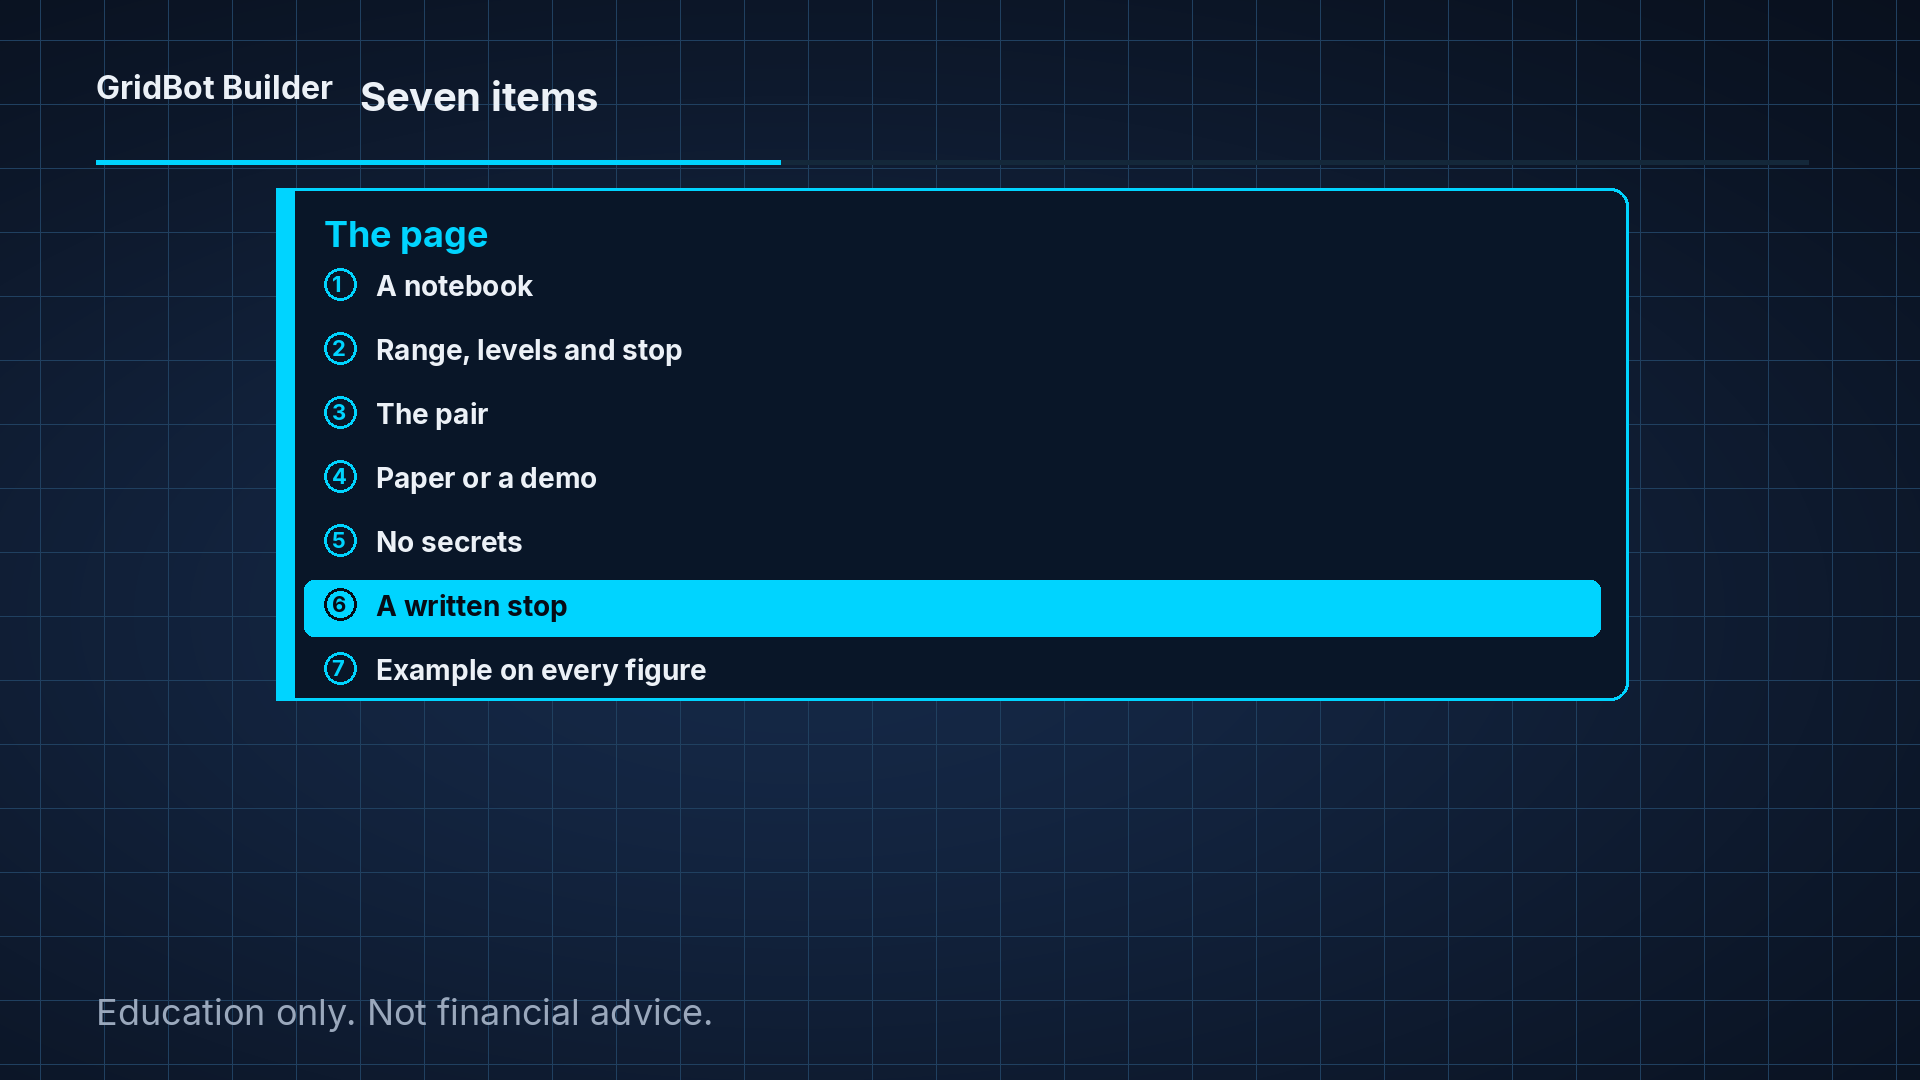 GridBot Builder
Seven items
The page
1 A notebook
2 Range, levels and stop
3 The pair
4 Paper or a demo
5 No secrets
6 A written stop
7 Example on every figure
Education only. Not financial advice.